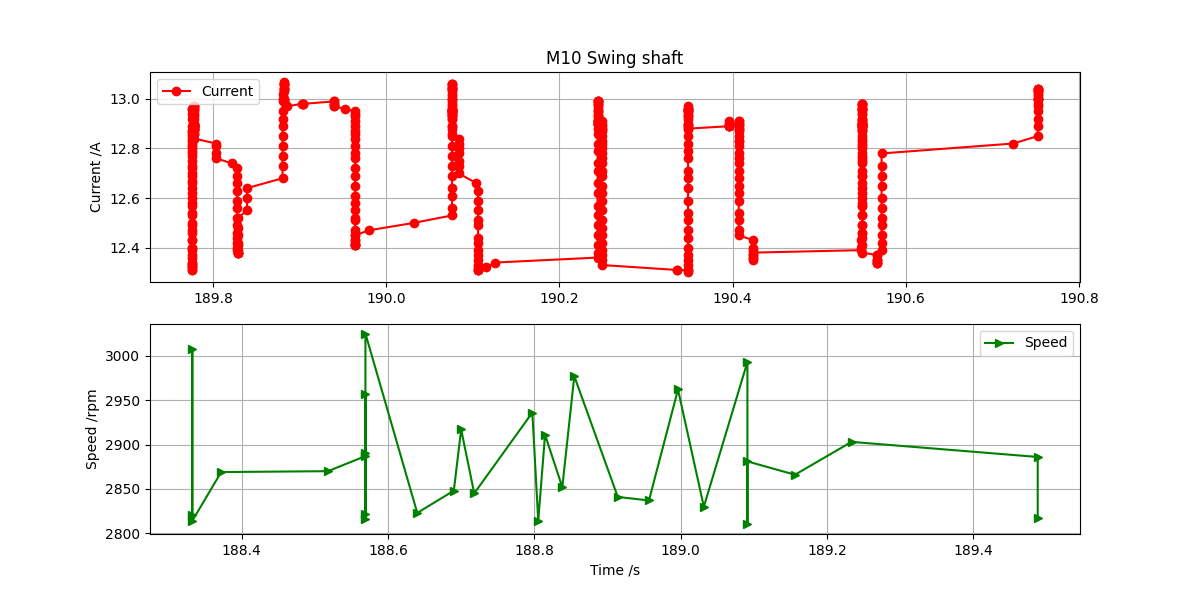 M10 Swing shaft
Current
Current /A
13.0
12.8
12.6
12.4
189.8 190.0 190.2 190.4 190.6 190.8
Speed
Speed /rpm
3000
2950
2900
2850
2800
188.4 188.6 188.8 189.0 189.2 189.4
Time /s